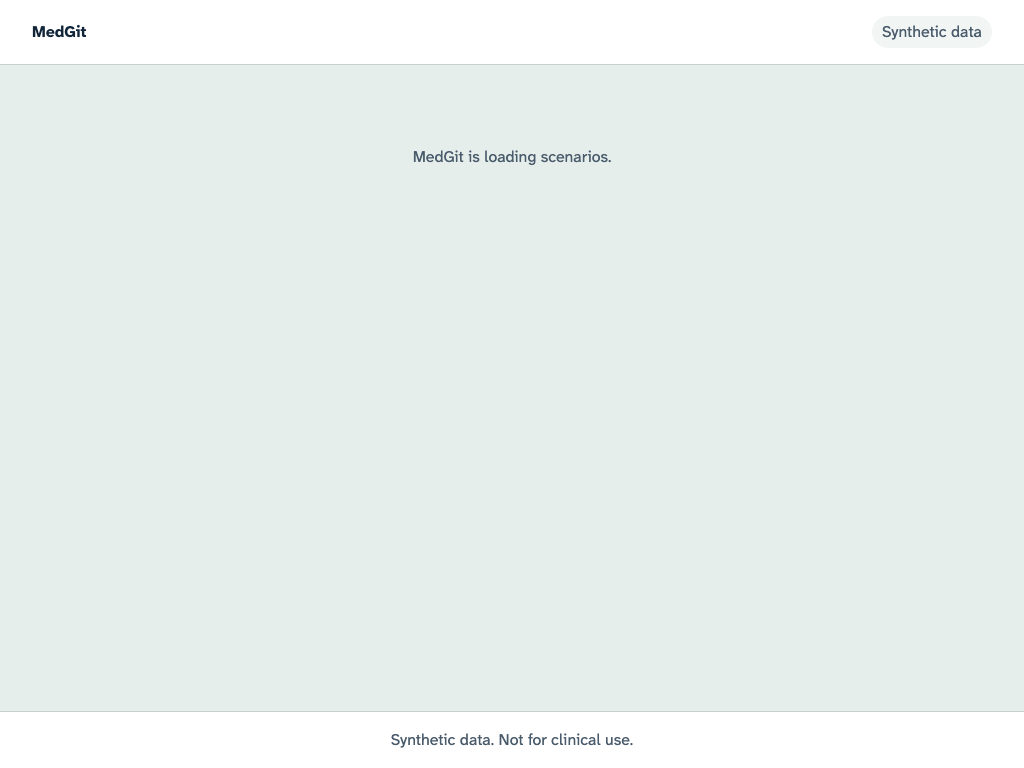 MedGit
Synthetic data
MedGit is loading scenarios.
Synthetic data. Not for clinical use.